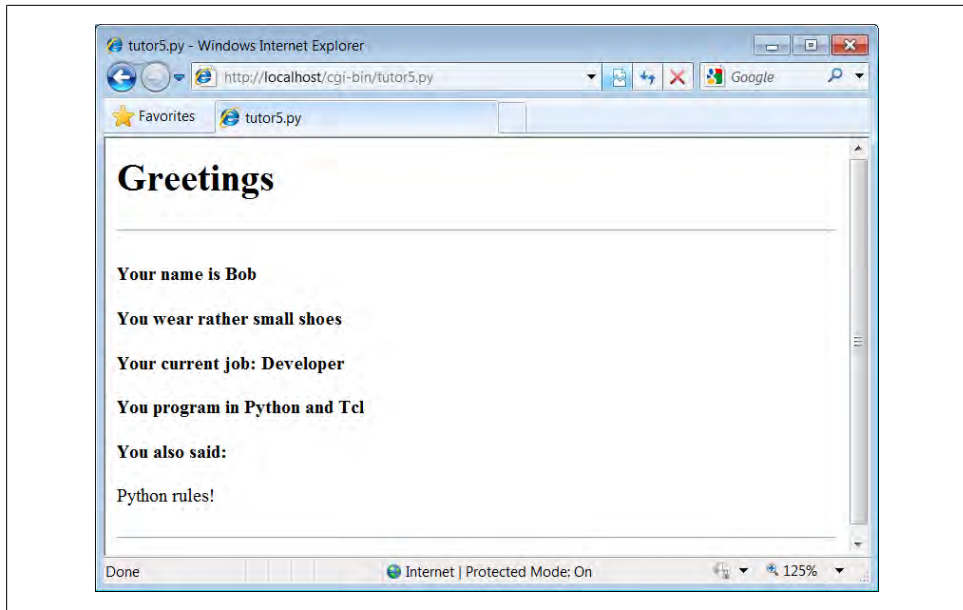 tutor5.py - Windows Internet Explorer
http://localhost/cgi-bin/tutor5.py
Google
Favorites
tutor5.py
Greetings
Your name is Bob
You wear rather small shoes
Your current job: Developer
You program in Python and Tcl
You also said:
Python rules!
Done
Internet | Protected Mode: On
125%